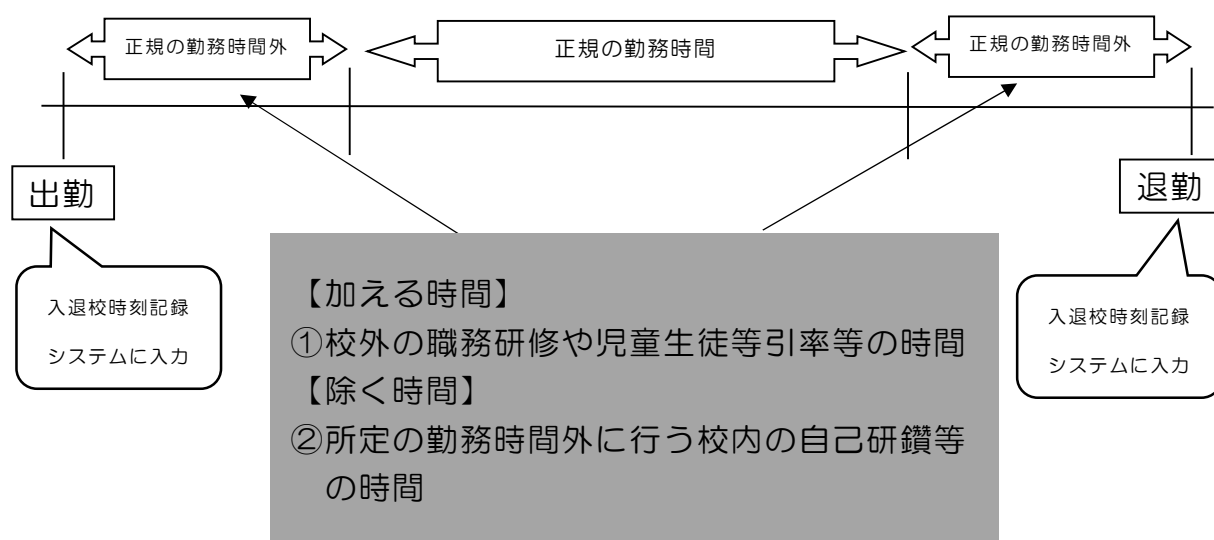 正規の勤務時間外
正規の勤務時間
正規の勤務時間外
出勤
退勤
入退校時刻記録
システムに入力
【加える時間】
①校外の職務研修や児童生徒等引率等の時間
【除く時間】
②所定の勤務時間外に行う校内の自己研鑽等
の時間
入退校時刻記録
システムに入力